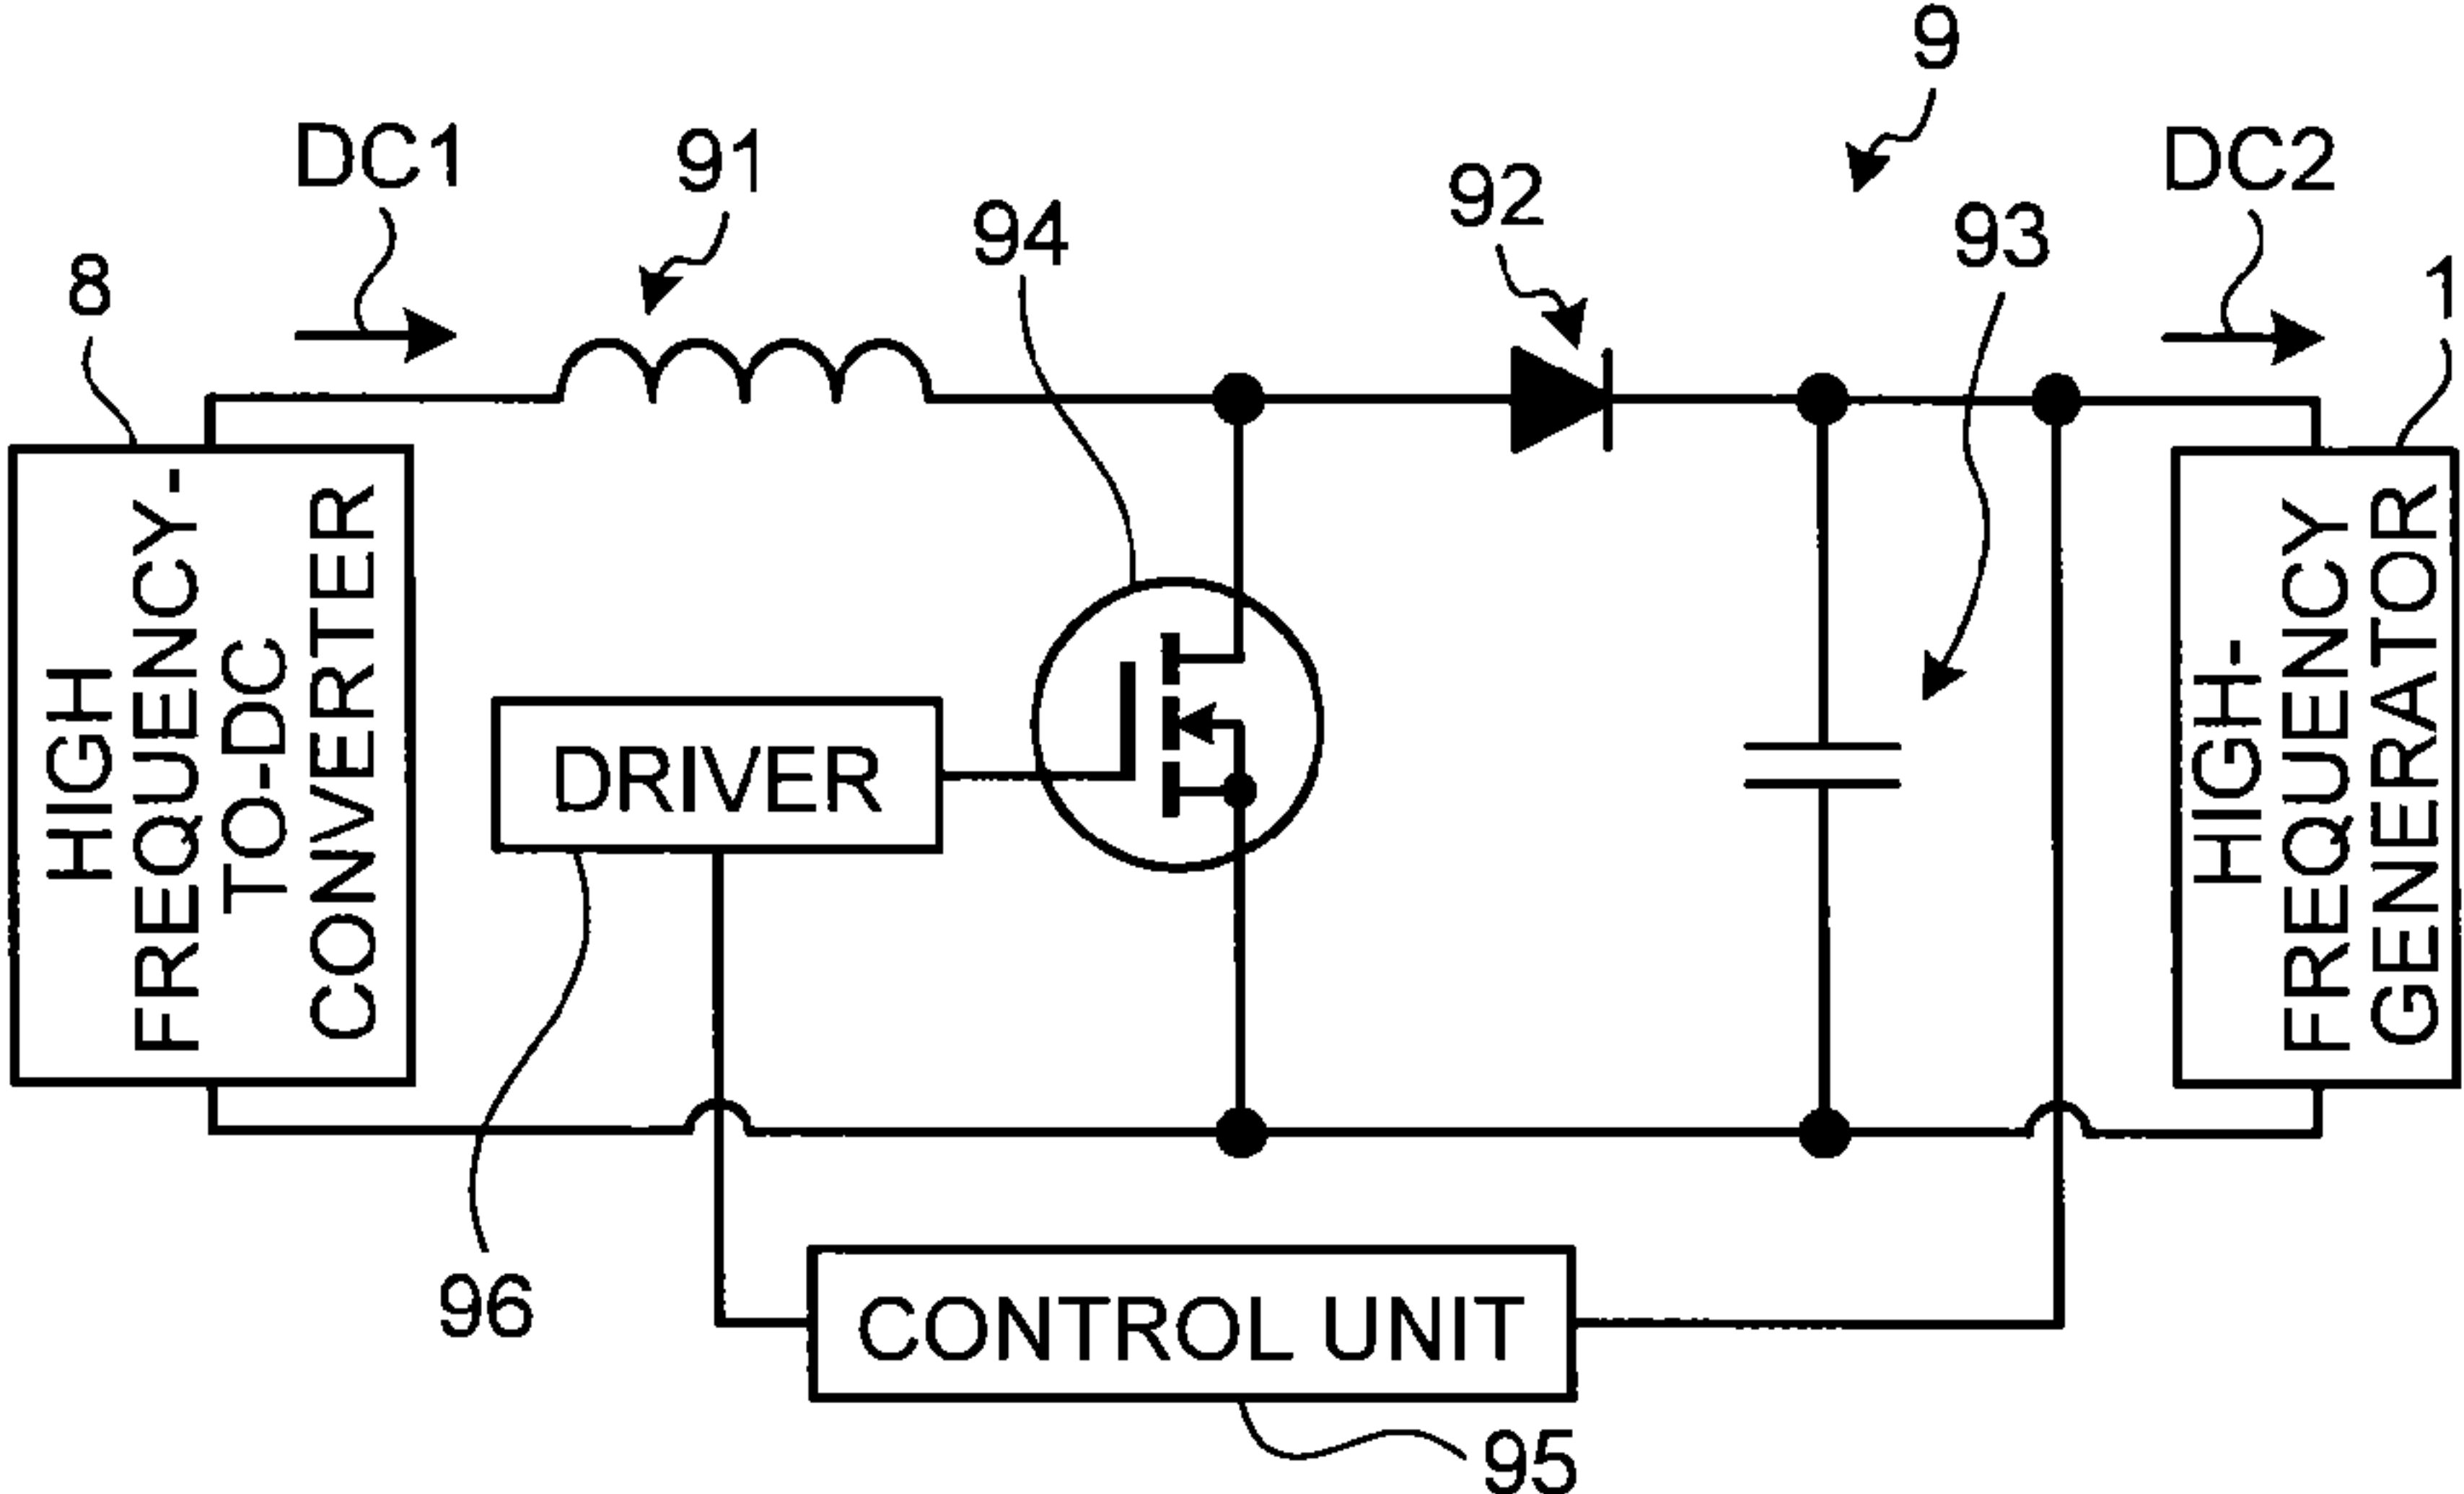 9
DC1
91
92
DC2
94
93
8
1
HIGH
FREQUENCY-
TO-DC
CONVERTER
DRIVER
HIGH-
FREQUENCY
GENERATOR
96
CONTROL UNIT
95